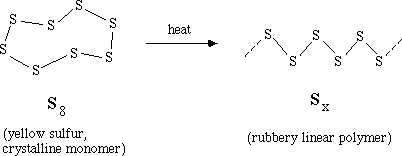 S
S S S
heat
S S S
S
S S
S S S
S
S8
Sx
(yellow sulfur,
crystalline monomer)
(rubbery linear polymer)